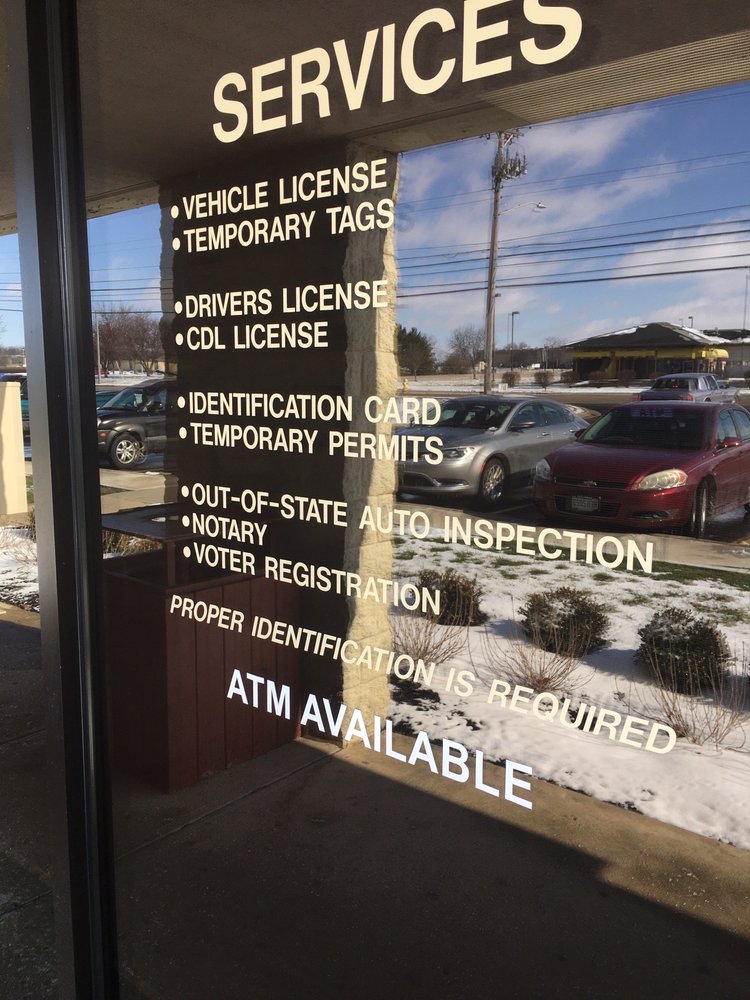 SERVICES
• VEHICLE LICENSE
• TEMPORARY TAGS
• DRIVERS LICENSE
• CDL LICENSE
• IDENTIFICATION CARD
• TEMPORARY PERMITS
• OUT-OF-STATE AUTO INSPECTION
• NOTARY
• VOTER REGISTRATION
PROPER IDENTIFICATION IS REQUIRED
ATM AVAILABLE